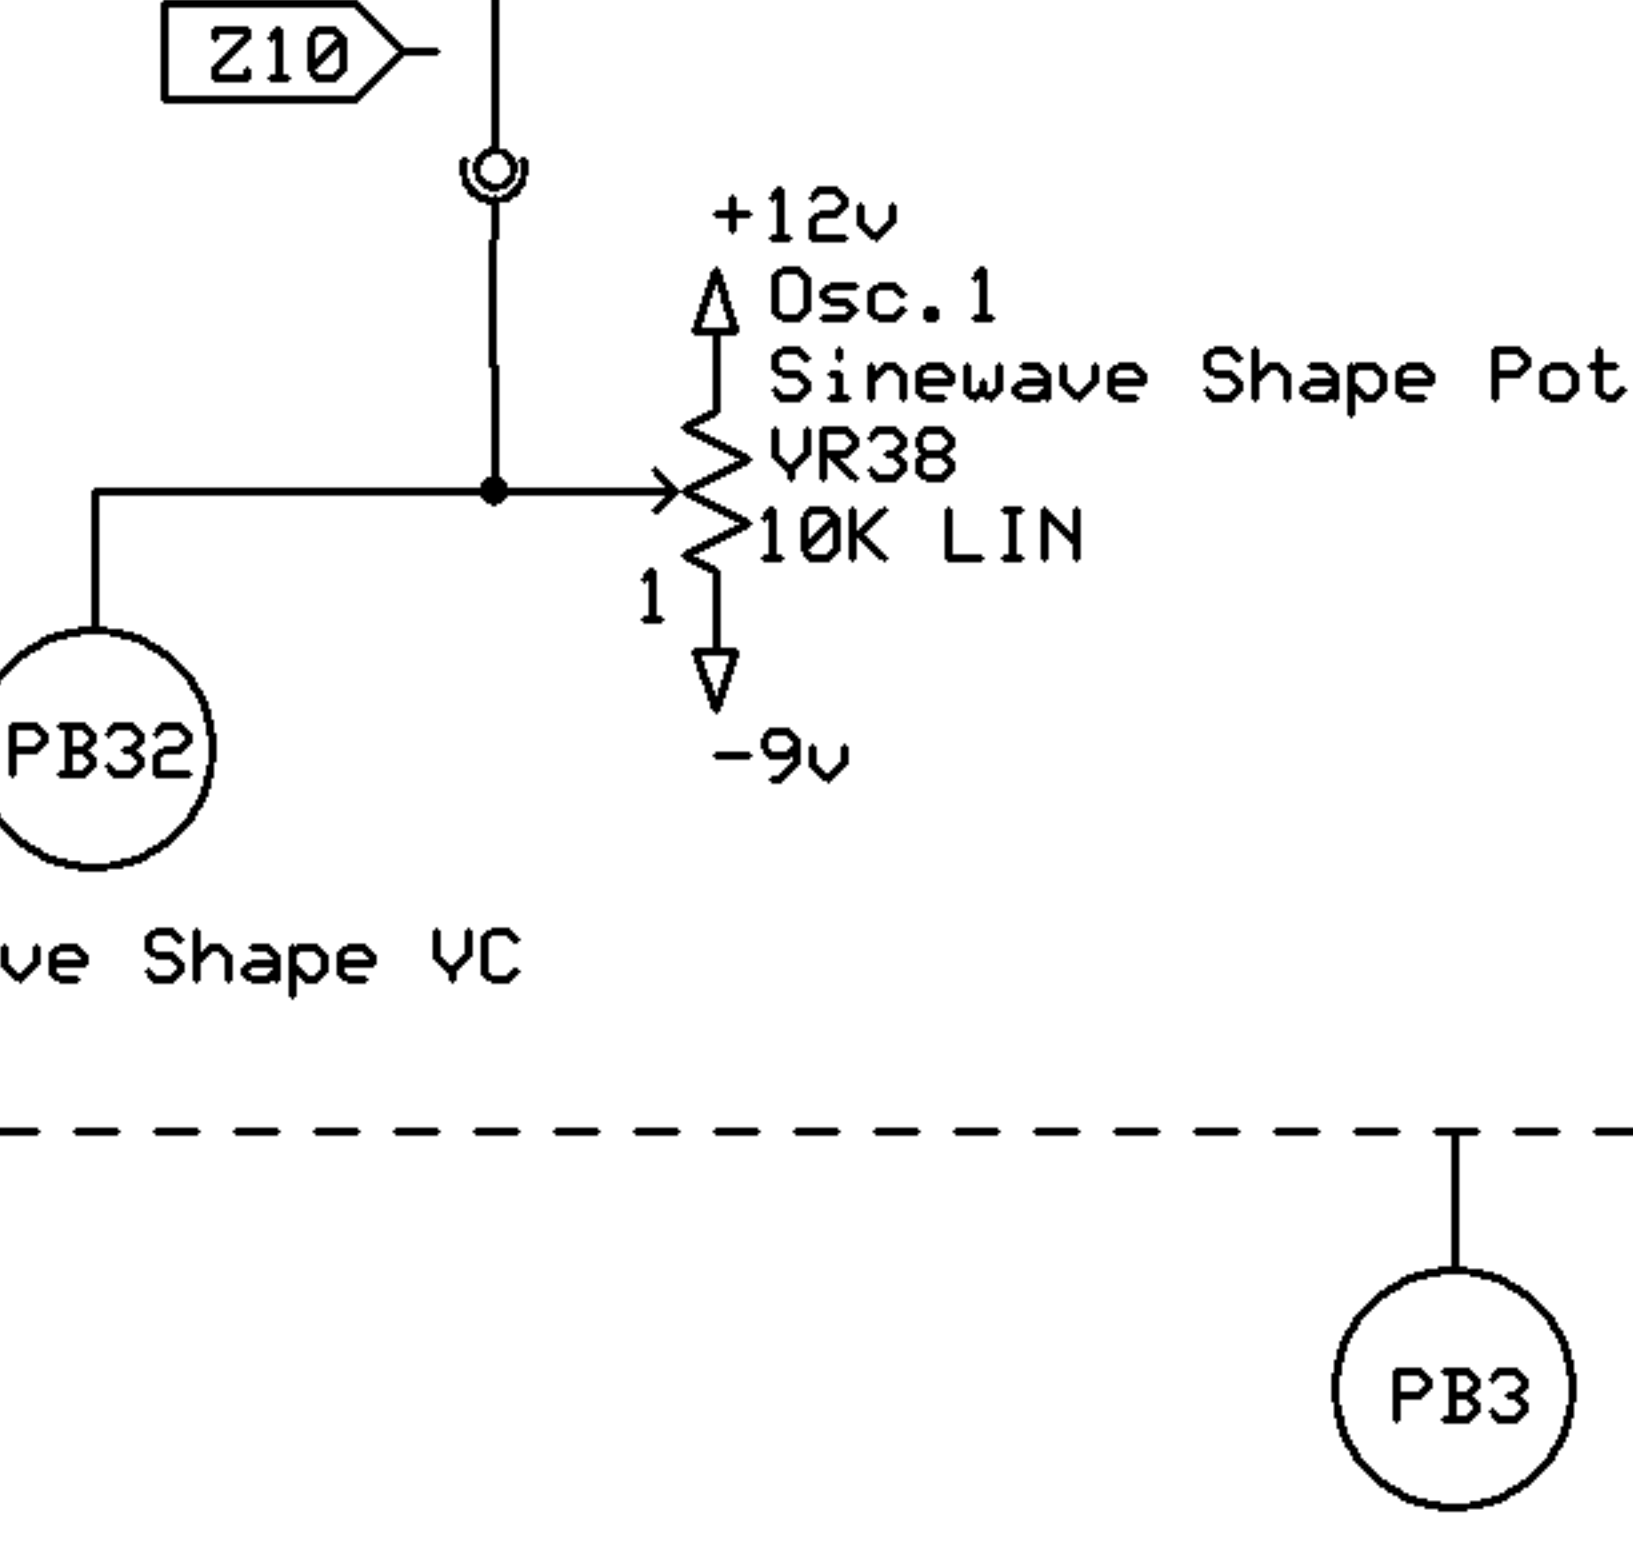 Z10
+12v
Osc.1
Sinewave Shape Pot
VR38
10K LIN
1
-9v
PB32
ve Shape VC
PB3